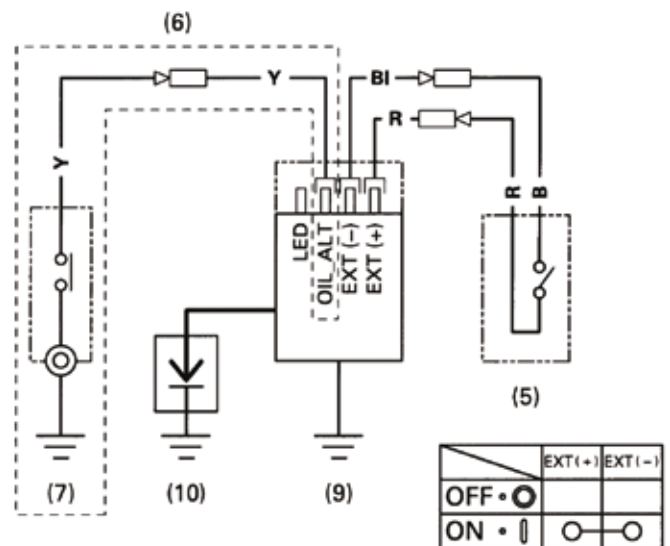 (6)
Y
Bl
R
Y
R
B
LED
OIL_ALT
EXT (-)
EXT (+)
(5)
(7)
(10)
(9)
EXT(+) EXT(-)
OFF
ON